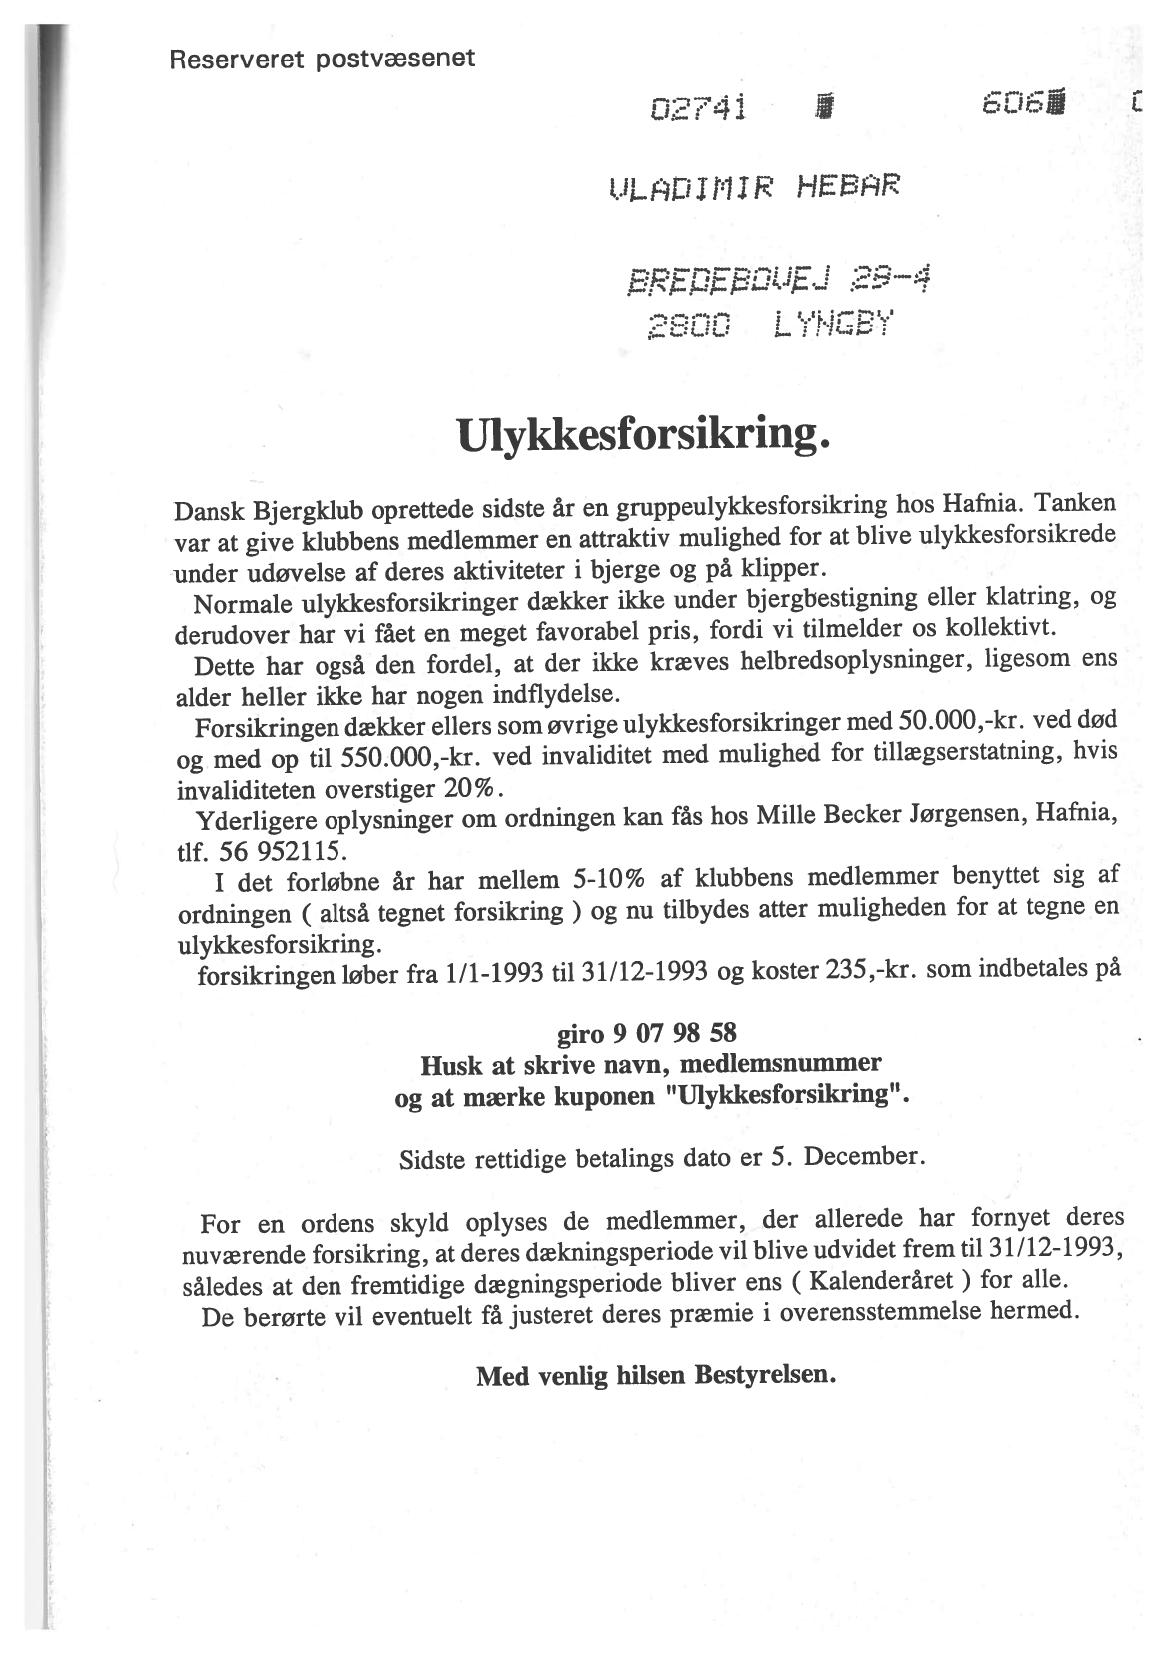 Reserveret postvæsenet
02741 606
VLADIMIR HEBAR
BREDEBOVEJ 29-4
2800 LYNGBY
Ulykkesforsikring.
Dansk Bjergklub oprettede sidste år en gruppeulykkesforsikring hos Hafnia. Tanken
var at give klubbens medlemmer en attraktiv mulighed for at blive ulykkesforsikrede
under udøvelse af deres aktiviteter i bjerge og på klipper.
Normale ulykkesforsikringer dækker ikke under bjergbestigning eller klatring, og
derudover har vi fået en meget favorabel pris, fordi vi tilmelder os kollektivt.
Dette har også den fordel, at der ikke kræves helbredsoplysninger, ligesom ens
alder heller ikke har nogen indflydelse.
Forsikringen dækker ellers som øvrige ulykkesforsikringer med 50.000,-kr. ved død
og med op til 550.000,-kr. ved invaliditet med mulighed for tillægserstatning, hvis
invaliditeten overstiger 20%.
Yderligere oplysninger om ordningen kan fås hos Mille Becker Jørgensen, Hafnia,
tlf. 56 952115.
I det forløbne år har mellem 5-10% af klubbens medlemmer benyttet sig af
ordningen ( altså tegnet forsikring ) og nu tilbydes atter muligheden for at tegne en
ulykkesforsikring.
forsikringen løber fra 1/1-1993 til 31/12-1993 og koster 235,-kr. som indbetales på
giro 9 07 98 58
Husk at skrive navn, medlemsnummer
og at mærke kuponen "Ulykkesforsikring".
Sidste rettidige betalings dato er 5. December.
For en ordens skyld oplyses de medlemmer, der allerede har fornyet deres
nuværende forsikring, at deres dækningsperiode vil blive udvidet frem til 31/12-1993,
således at den fremtidige dægningsperiode bliver ens ( Kalenderåret ) for alle.
De berørte vil eventuelt få justeret deres præmie i overensstemmelse hermed.
Med venlig hilsen Bestyrelsen.